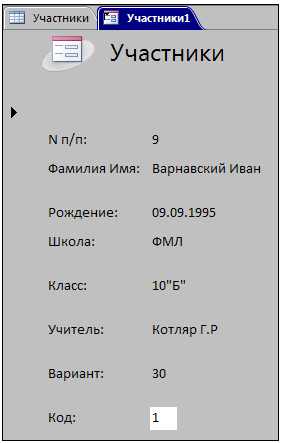 Участники Участники1
Участники
N п/п: 9
Фамилия Имя: Варнавский Иван
Рождение: 09.09.1995
Школа: ФМЛ
Класс: 10"Б"
Учитель: Котляр Г.Р
Вариант: 30
Код: 1